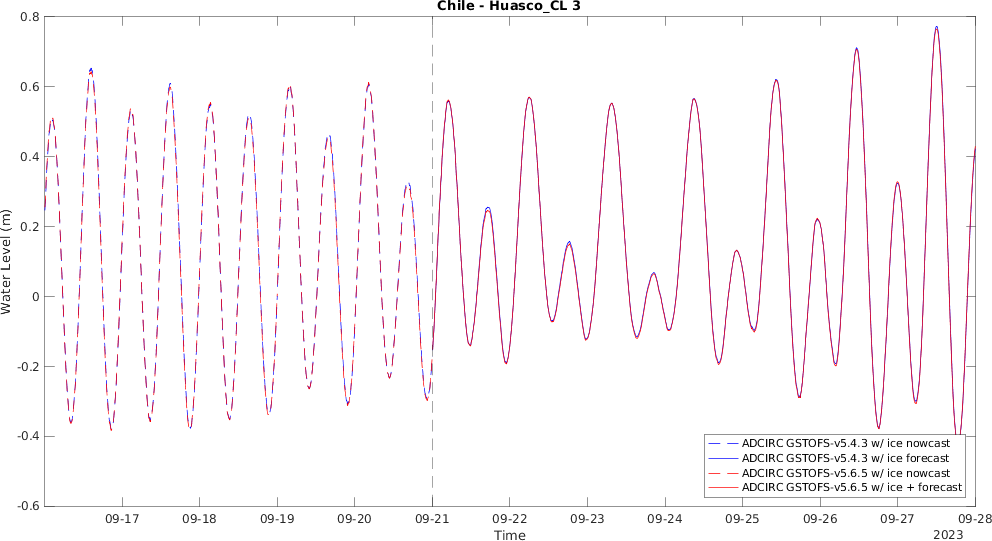 Chile - Huasco_CL 3
Water Level (m)
0.8
0.6
0.4
0.2
0
-0.2
-0.4
-0.6
ADCIRC GSTOFS-v5.4.3 w/ ice nowcast
ADCIRC GSTOFS-v5.4.3 w/ ice forecast
ADCIRC GSTOFS-v5.6.5 w/ ice nowcast
ADCIRC GSTOFS-v5.6.5 w/ ice + forecast
09-17 09-18 09-19 09-20 09-21 09-22 09-23 09-24 09-25 09-26 09-27 09-28
Time
2023